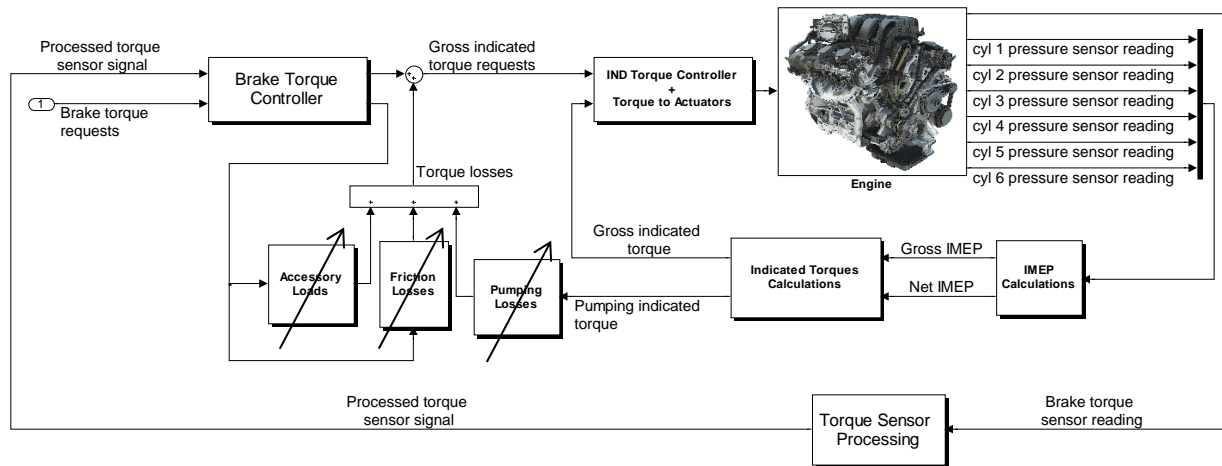 Processed torque
sensor signal
1
Brake torque
requests
Brake Torque
Controller
+
+
Gross indicated
torque requests
IND Torque Controller
+
Torque to Actuators
Engine
cyl 1 pressure sensor reading
cyl 2 pressure sensor reading
cyl 3 pressure sensor reading
cyl 4 pressure sensor reading
cyl 5 pressure sensor reading
cyl 6 pressure sensor reading
Torque losses
+ + +
Accessory
Loads
Friction
Losses
Pumping
Losses
Gross indicated
torque
Pumping indicated
torque
Indicated Torques
Calculations
Gross IMEP
Net IMEP
IMEP
Calculations
Processed torque
sensor signal
Torque Sensor
Processing
Brake torque
sensor reading